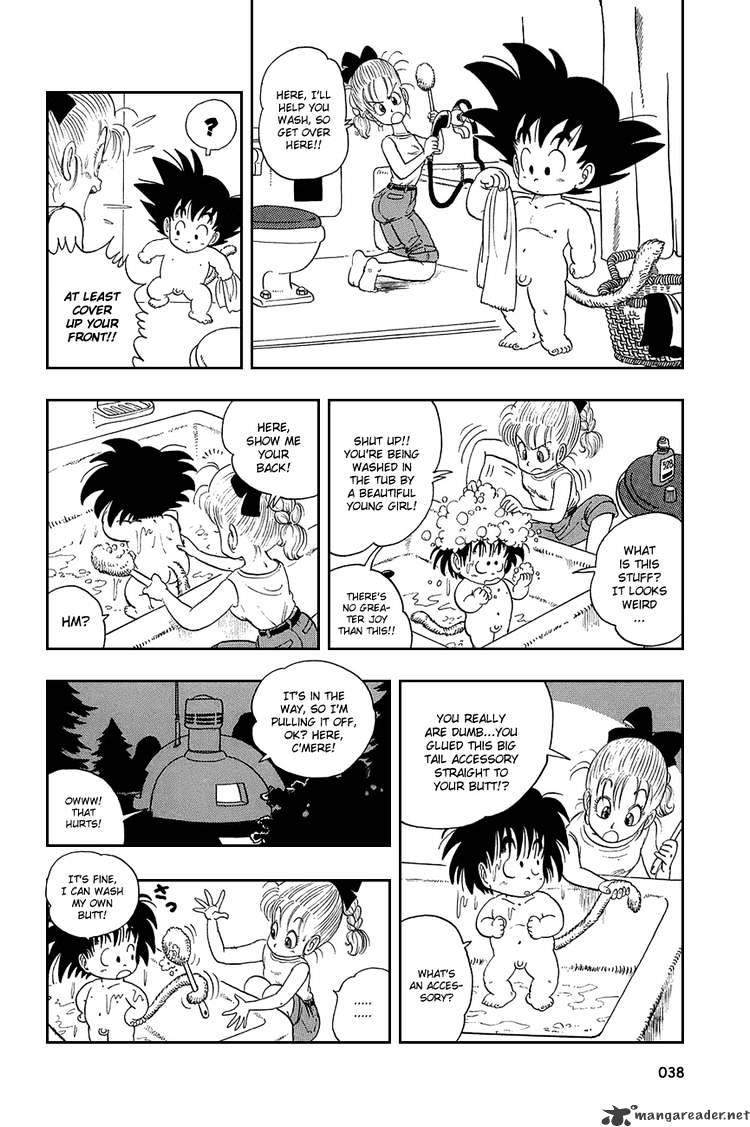 HERE, I'LL
HELP YOU
WASH, SO
GET OVER
HERE!!
?
AT LEAST
COVER
UP YOUR
FRONT!!
SHUT UP!!
YOU'RE BEING
WASHED IN
THE TUB BY
A BEAUTIFUL
YOUNG GIRL!
THERE'S
NO GREA-
TER JOY
THAN THIS!!
WHAT
IS THIS
STUFF?
IT LOOKS
WEIRD
...
HERE,
SHOW ME
YOUR
BACK!
HM?
YOU REALLY
ARE DUMB...YOU
GLUED THIS BIG
TAIL ACCESSORY
STRAIGHT TO
YOUR BUTT!?
WHAT'S
AN ACCES-
SORY?
IT'S IN THE
WAY, SO I'M
PULLING IT OFF,
OK? HERE,
C'MERE!
OWWW!
THAT
HURTS!
IT'S FINE,
I CAN WASH
MY OWN
BUTT!
.....
.....
038
mangareader.net